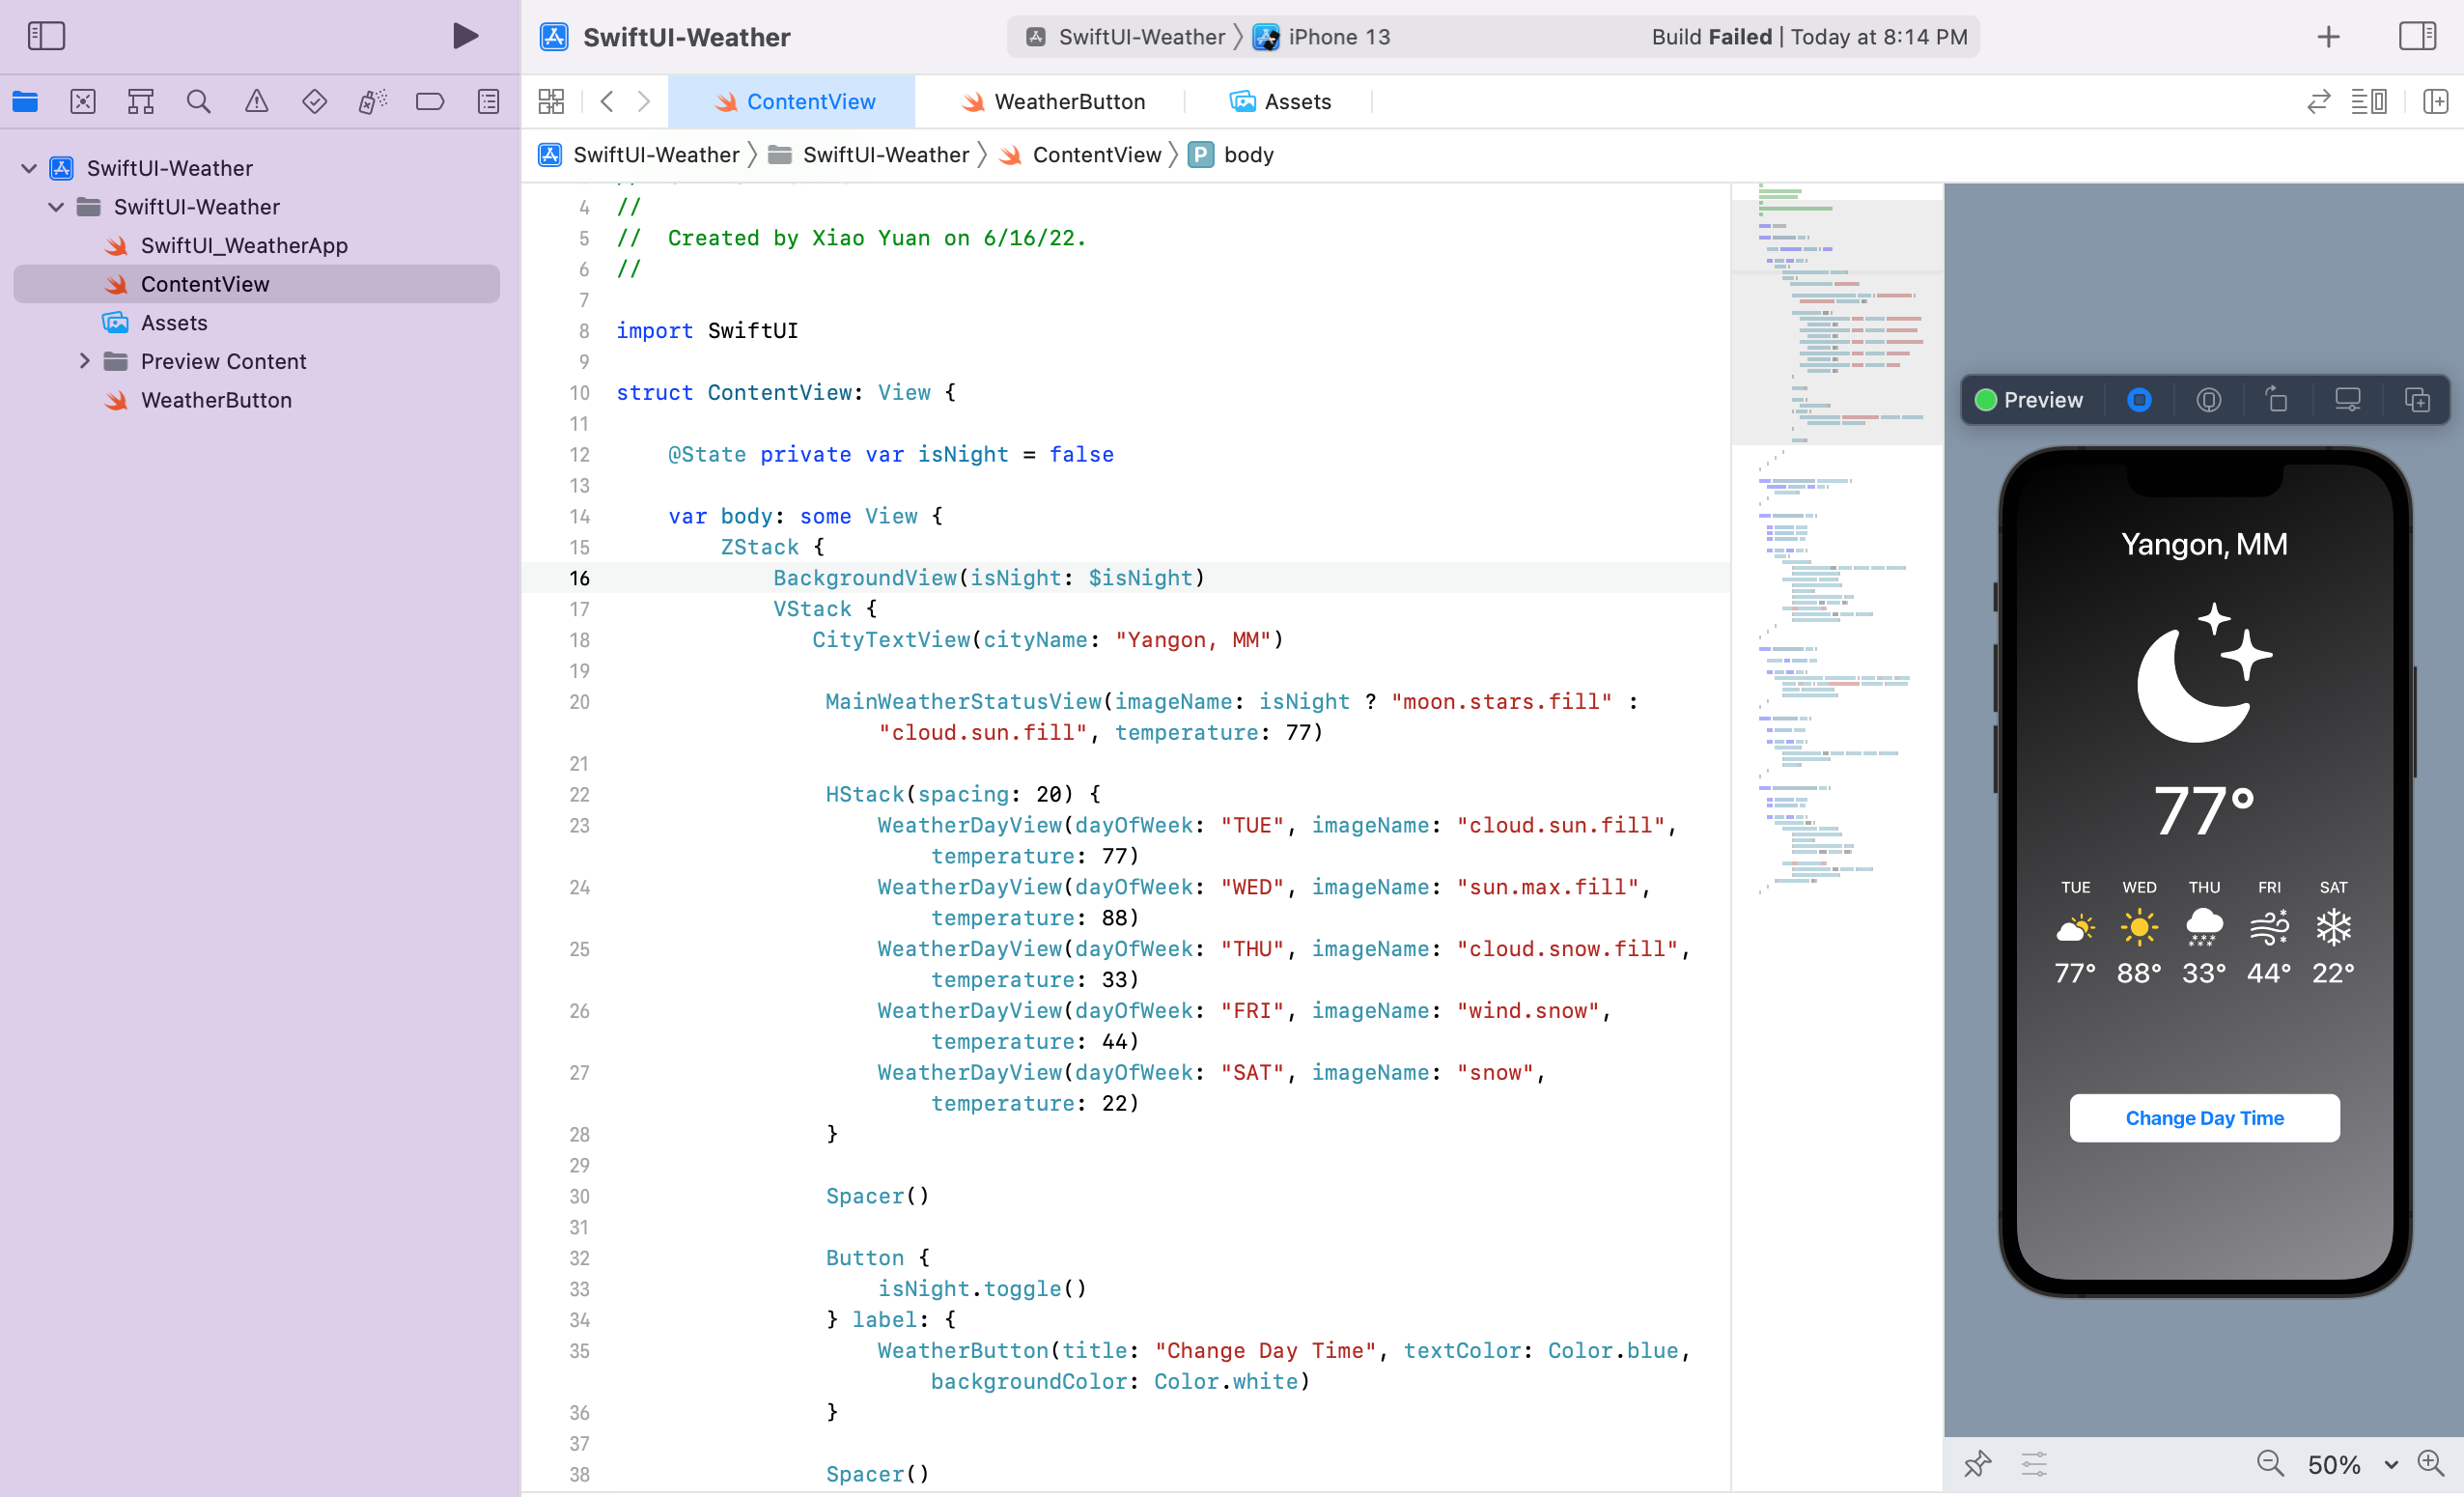 SwiftUI-Weather
SwiftUI-Weather
iPhone 13
Build Failed | Today at 8:14 PM
ContentView
WeatherButton
Assets
SwiftUI-Weather
SwiftUI-Weather
ContentView
P
body
SwiftUI-Weather
SwiftUI-Weather
SwiftUI_WeatherApp
ContentView
Assets
Preview Content
WeatherButton
4 //
5 //  Created by Xiao Yuan on 6/16/22.
6 //
7
8 import SwiftUI
9
10 struct ContentView: View {
11
12 @State private var isNight = false
13
14 var body: some View {
15 ZStack {
16 BackgroundView(isNight: $isNight)
17 VStack {
18 CityTextView(cityName: "Yangon, MM")
19
20 MainWeatherStatusView(imageName: isNight ? "moon.stars.fill" :
"cloud.sun.fill", temperature: 77)
21
22 HStack(spacing: 20) {
23 WeatherDayView(dayOfWeek: "TUE", imageName: "cloud.sun.fill",
temperature: 77)
24 WeatherDayView(dayOfWeek: "WED", imageName: "sun.max.fill",
temperature: 88)
25 WeatherDayView(dayOfWeek: "THU", imageName: "cloud.snow.fill",
temperature: 33)
26 WeatherDayView(dayOfWeek: "FRI", imageName: "wind.snow",
temperature: 44)
27 WeatherDayView(dayOfWeek: "SAT", imageName: "snow",
temperature: 22)
28 }
29
30 Spacer()
31
32 Button {
33 isNight.toggle()
34 } label: {
35 WeatherButton(title: "Change Day Time", textColor: Color.blue,
backgroundColor: Color.white)
36 }
37
38 Spacer()
Preview
Yangon, MM
77°
TUE WED THU FRI SAT
77° 88° 33° 44° 22°
Change Day Time
50%